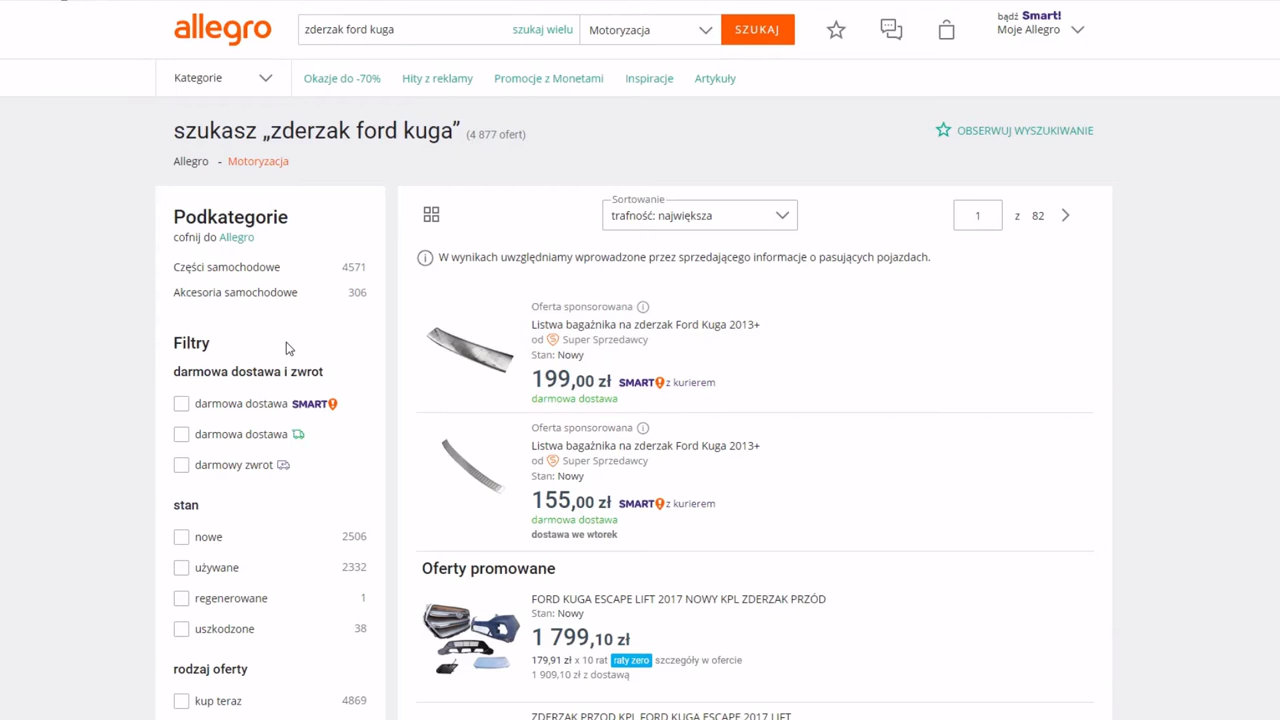 allegro
zderzak ford kuga
szukaj wielu
Motoryzacja
SZUKAJ
bądź Smart!
Moje Allegro
Kategorie
Okazje do -70%
Hity z reklamy
Promocje z Monetami
Inspiracje
Artykuły
szukasz „zderzak ford kuga” (4 877 ofert)
OBSERWUJ WYSZUKIWANIE
Allegro - Motoryzacja
Podkategorie
cofnij do Allegro
Części samochodowe 4571
Akcesoria samochodowe 306
Filtry
darmowa dostawa i zwrot
darmowa dostawa SMART!
darmowa dostawa
darmowy zwrot
stan
nowe 2506
używane 2332
regenerowane 1
uszkodzone 38
rodzaj oferty
kup teraz 4869
Sortowanie
trafność: największa
1 z 82
W wynikach uwzględniamy wprowadzone przez sprzedającego informacje o pasujących pojazdach.
Oferta sponsorowana
Listwa bagażnika na zderzak Ford Kuga 2013+
od Super Sprzedawcy
Stan: Nowy
199,00 zł SMART! z kurierem
darmowa dostawa
Oferta sponsorowana
Listwa bagażnika na zderzak Ford Kuga 2013+
od Super Sprzedawcy
Stan: Nowy
155,00 zł SMART! z kurierem
darmowa dostawa
dostawa we wtorek
Oferty promowane
FORD KUGA ESCAPE LIFT 2017 NOWY KPL ZDERZAK PRZÓD
Stan: Nowy
1 799,10 zł
179,91 zł x 10 rat raty zero szczegóły w ofercie
1 909,10 zł z dostawą
ZDERZAK PRZÓD KPL FORD KUGA ESCAPE 2017 LIFT